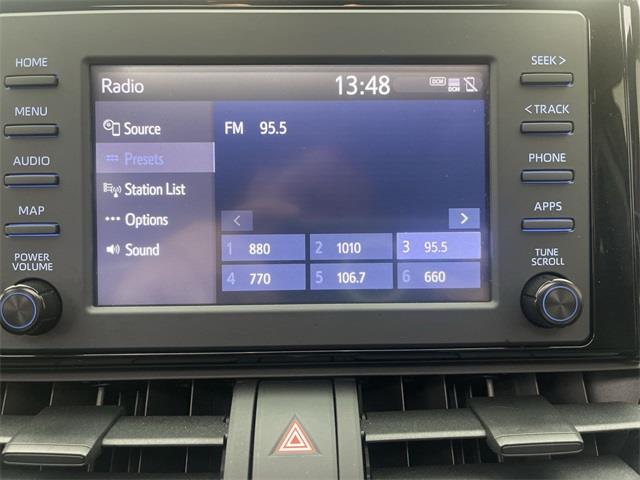 HOME
MENU
AUDIO
MAP
POWER
VOLUME
Radio
13:48
DCM
DCM
Source
Presets
Station List
Options
Sound
FM 95.5
<
>
1 880
2 1010
3 95.5
4 770
5 106.7
6 660
SEEK >
< TRACK
PHONE
APPS
TUNE
SCROLL